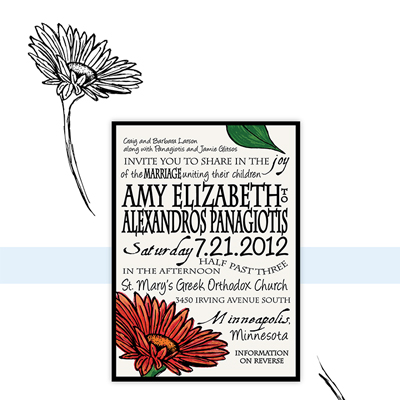 Craig and Barbara Larson
along with Panagiotis and Jamie Glitsos
INVITE YOU TO SHARE IN THE joy
of the MARRIAGE uniting their children
AMY ELIZABETH TO
ALEXANDROS PANAGIOTIS
Saturday 7.21.2012
HALF PAST THREE
IN THE AFTERNOON
St. Mary's Greek Orthodox Church
3450 IRVING AVENUE SOUTH
Minneapolis,
Minnesota
INFORMATION
ON REVERSE